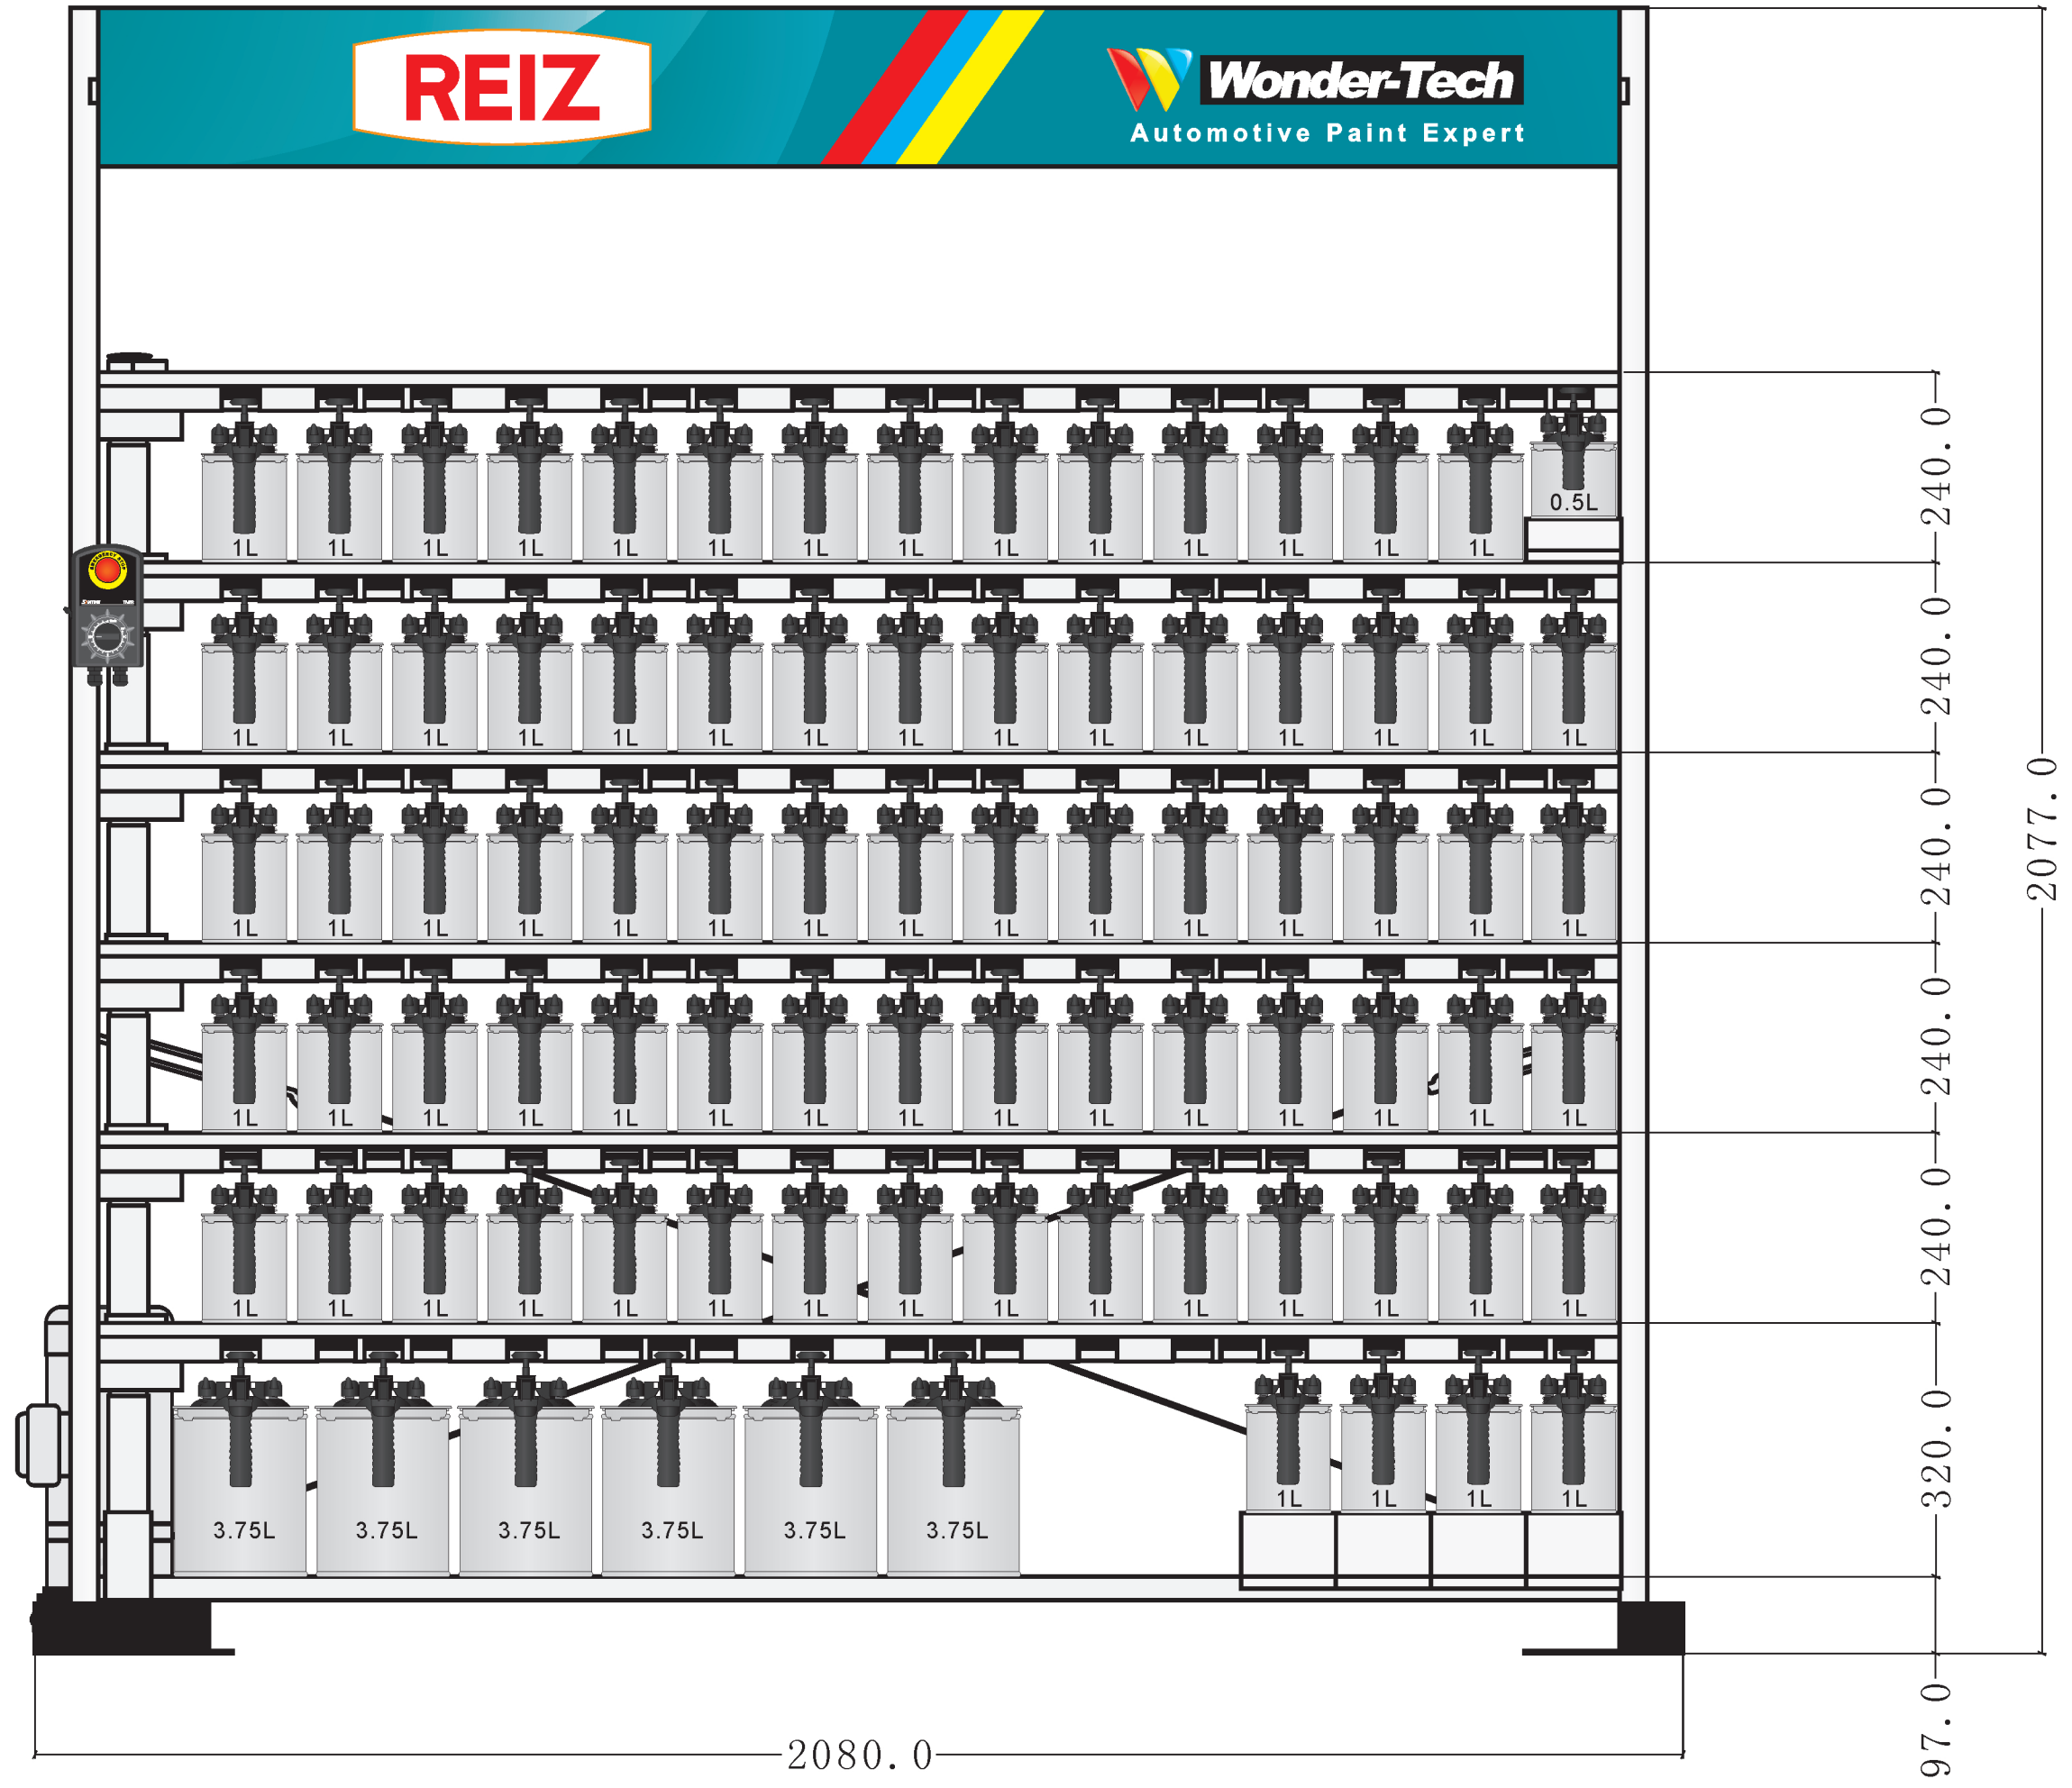 REIZ
Wonder-Tech
Automotive Paint Expert
1L 1L 1L 1L 1L 1L 1L 1L 1L 1L 1L 1L 1L 1L 0.5L
240.0
EMERGENCY STOP
1L 1L 1L 1L 1L 1L 1L 1L 1L 1L 1L 1L 1L 1L 1L
240.0
2077.0
1L 1L 1L 1L 1L 1L 1L 1L 1L 1L 1L 1L 1L 1L 1L
240.0
1L 1L 1L 1L 1L 1L 1L 1L 1L 1L 1L 1L 1L 1L 1L
240.0
1L 1L 1L 1L 1L 1L 1L 1L 1L 1L 1L 1L 1L 1L 1L
240.0
1L 1L 1L 1L
320.0
3.75L 3.75L 3.75L 3.75L 3.75L 3.75L
97.0
2080.0